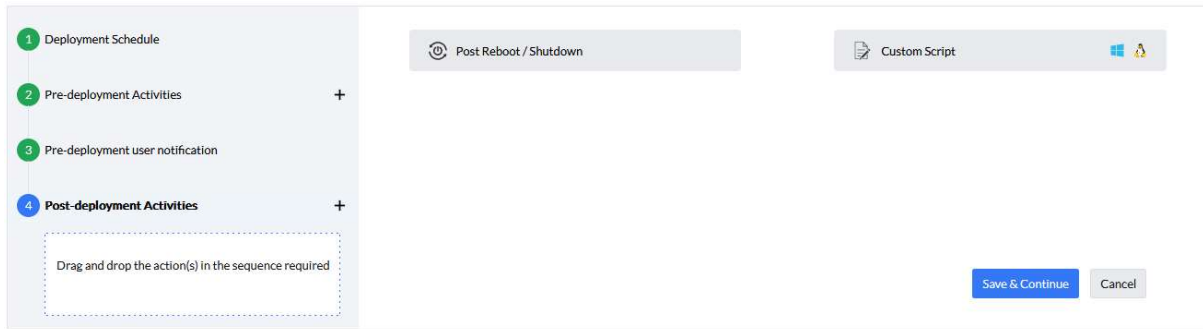 1 Deployment Schedule
2 Pre-deployment Activities +
3 Pre-deployment user notification
4 Post-deployment Activities +
Drag and drop the action(s) in the sequence required
Post Reboot / Shutdown
Custom Script
Save & Continue
Cancel